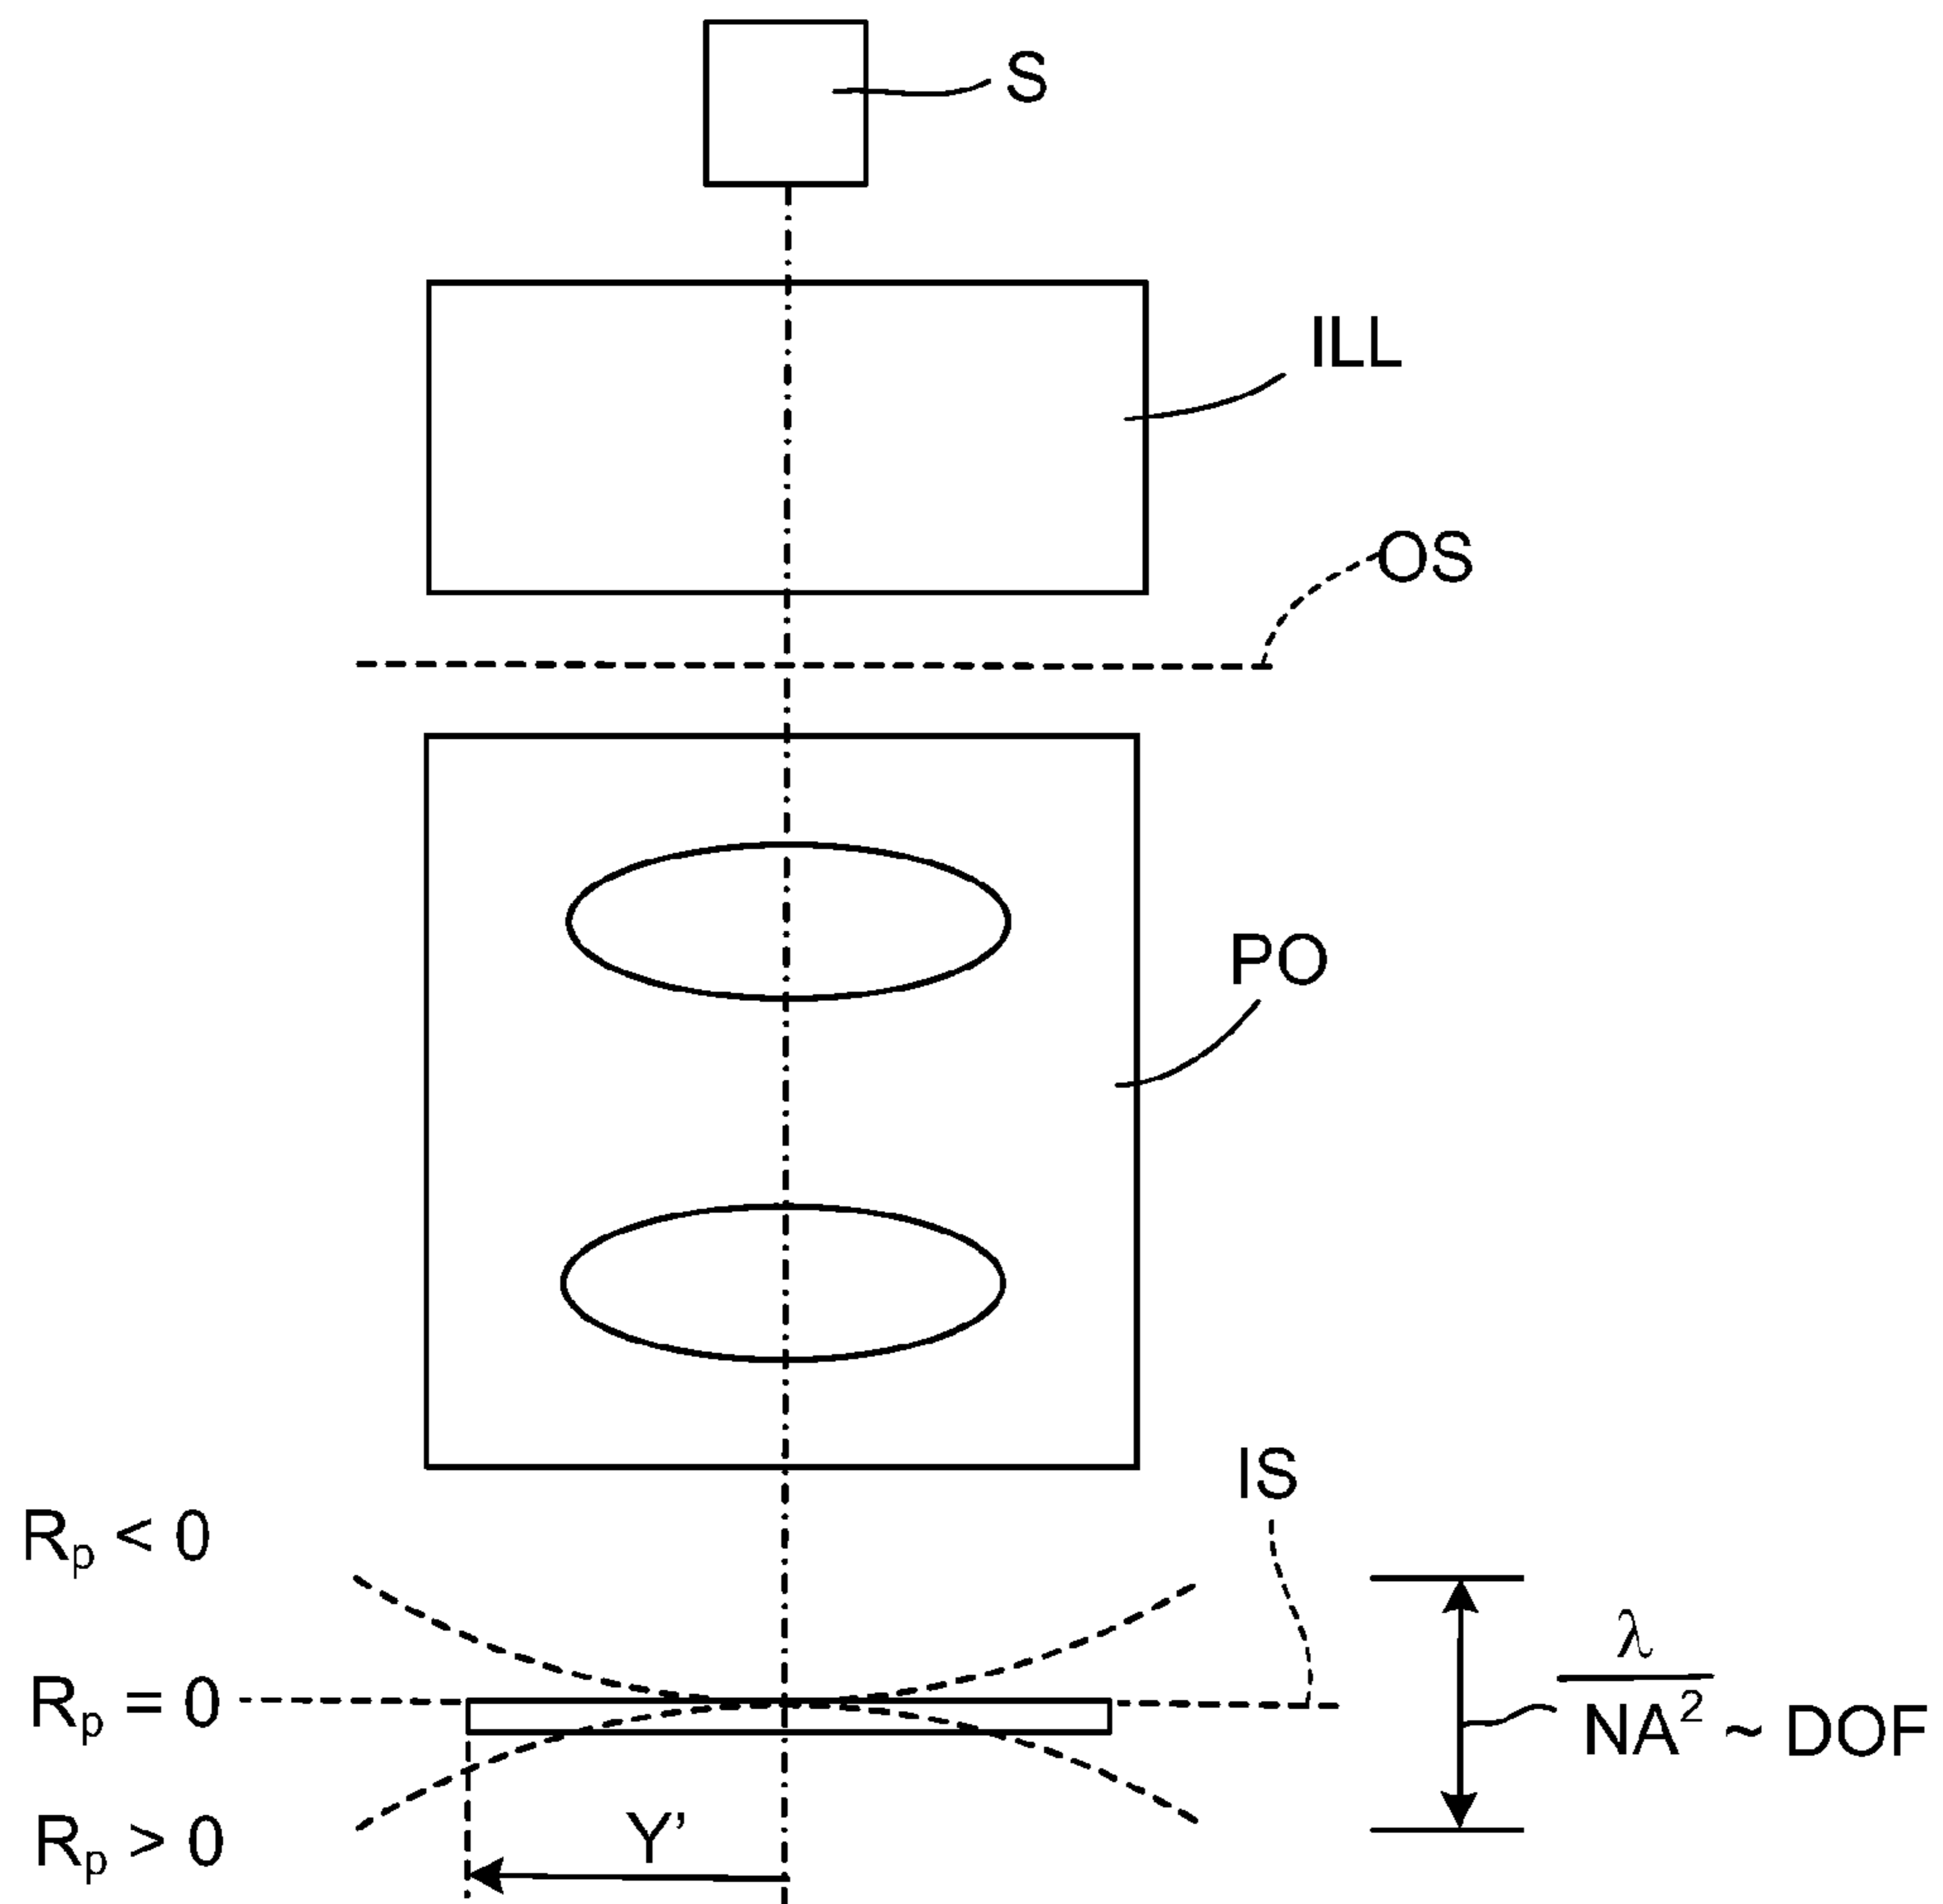 S
ILL
OS
PO
IS
Rₚ < 0
Rₚ = 0
λ
NA² ~ DOF
Rₚ > 0
Y'